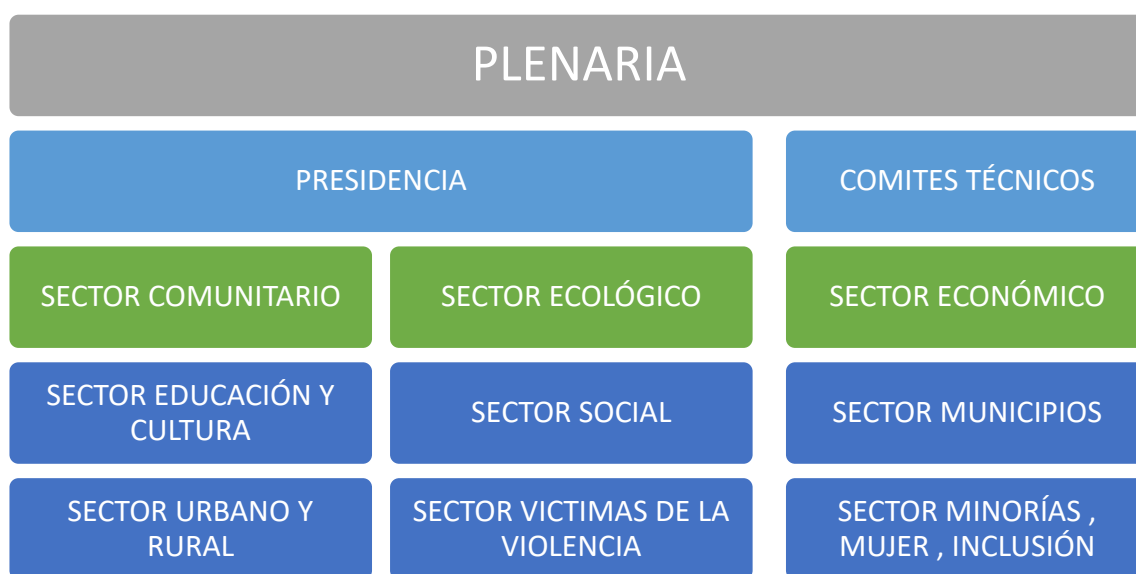 PLENARIA
PRESIDENCIA
COMITES TÉCNICOS
SECTOR COMUNITARIO
SECTOR ECOLÓGICO
SECTOR ECONÓMICO
SECTOR EDUCACIÓN Y
CULTURA
SECTOR SOCIAL
SECTOR MUNICIPIOS
SECTOR URBANO Y
RURAL
SECTOR VICTIMAS DE LA
VIOLENCIA
SECTOR MINORÍAS ,
MUJER , INCLUSIÓN